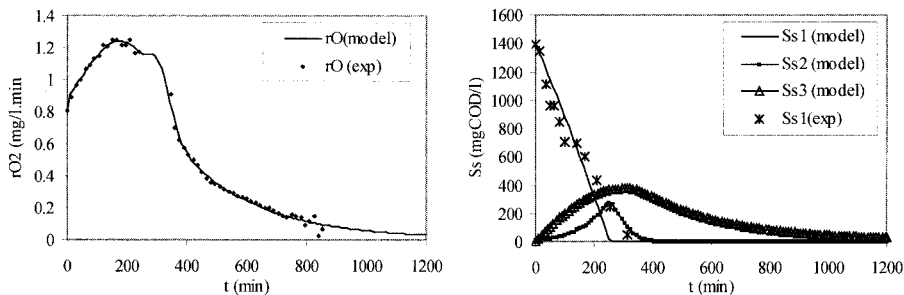 1.4
1.2
1
0.8
0.6
0.4
0.2
0
rO2 (mg/l.min)
rO(model)
rO (exp)
0 200 400 600 800 1000 1200
t (min)
1600
1400
1200
1000
800
600
400
200
0
Ss (mgCOD/l)
Ss1 (model)
Ss2 (model)
Ss3 (model)
Ss1(exp)
0 200 400 600 800 1000 1200
t (min)